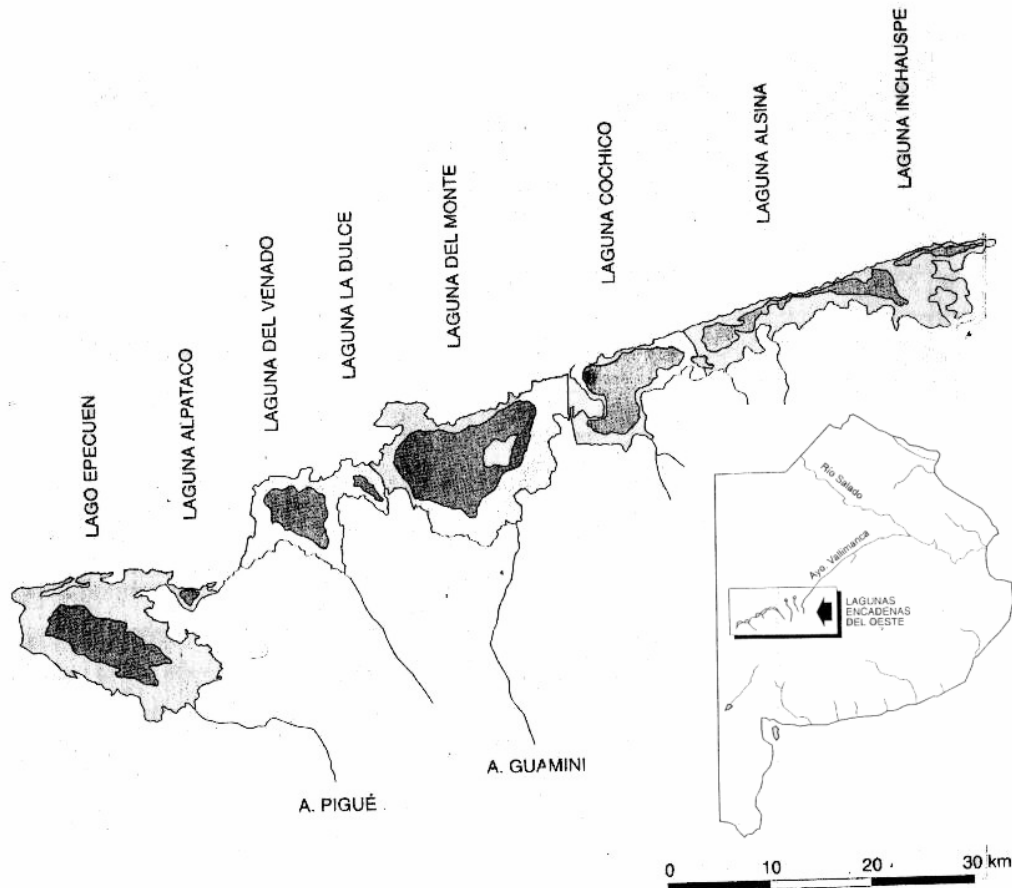 LAGO EPECUEN
LAGUNA ALPATACO
LAGUNA DEL VENADO
LAGUNA LA DULCE
LAGUNA DEL MONTE
LAGUNA COCHICO
LAGUNA ALSINA
LAGUNA INCHAUSPE
A. PIGUÉ
A. GUAMINI
Río Salado
Ayo. Vallimanca
LAGUNAS
ENCADENAS
DEL OESTE
0 10 20 30 km